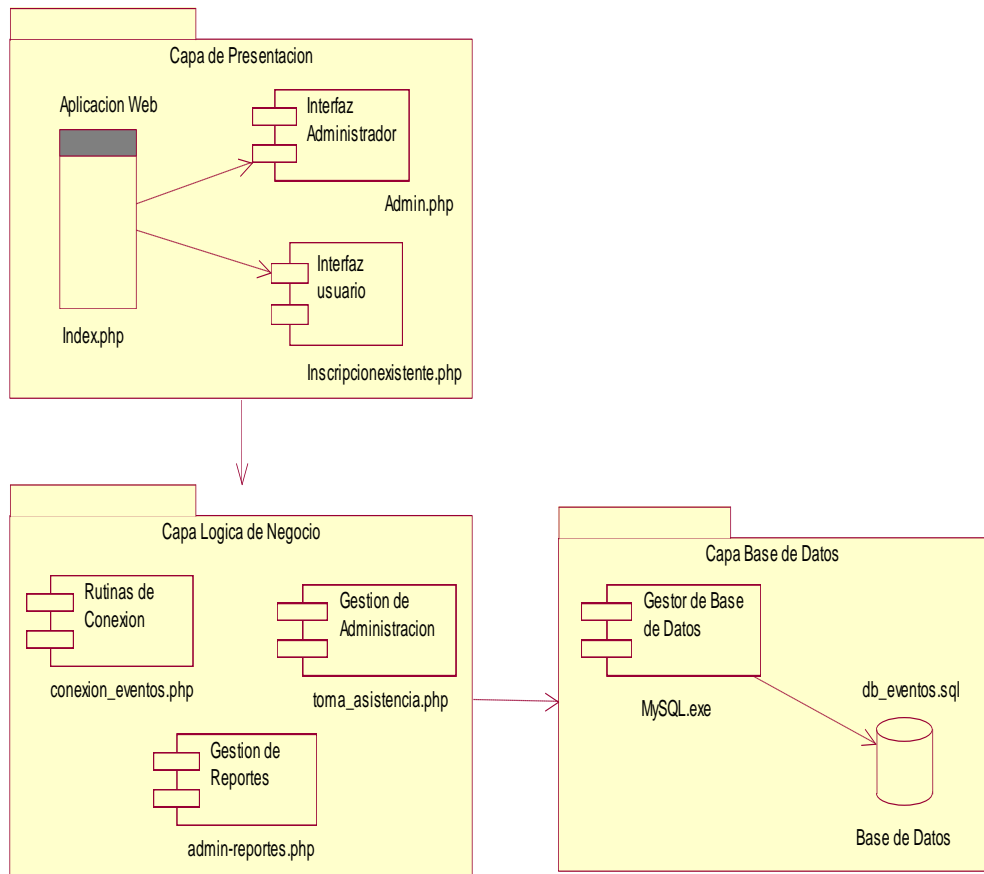 Capa de Presentacion
Aplicacion Web
Interfaz
Administrador
Admin.php
Interfaz
usuario
Index.php
Inscripcionexistente.php
Capa Logica de Negocio
Rutinas de
Conexion
conexion_eventos.php
Gestion de
Administracion
toma_asistencia.php
Gestion de
Reportes
admin-reportes.php
Capa Base de Datos
Gestor de Base
de Datos
MySQL.exe
db_eventos.sql
Base de Datos